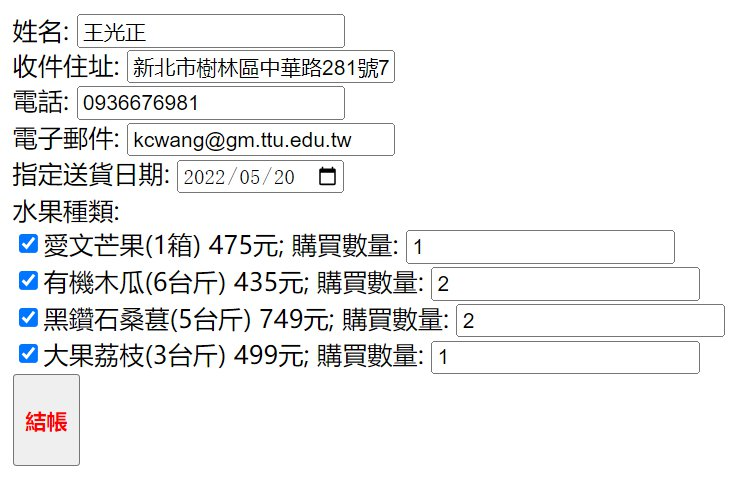 姓名: 王光正
收件住址: 新北市樹林區中華路281號7
電話: 0936676981
電子郵件: kcwang@gm.ttu.edu.tw
指定送貨日期: 2022/05/20
水果種類:
愛文芒果(1箱) 475元; 購買數量: 1
有機木瓜(6台斤) 435元; 購買數量: 2
黑鑽石桑葚(5台斤) 749元; 購買數量: 2
大果荔枝(3台斤) 499元; 購買數量: 1
結帳